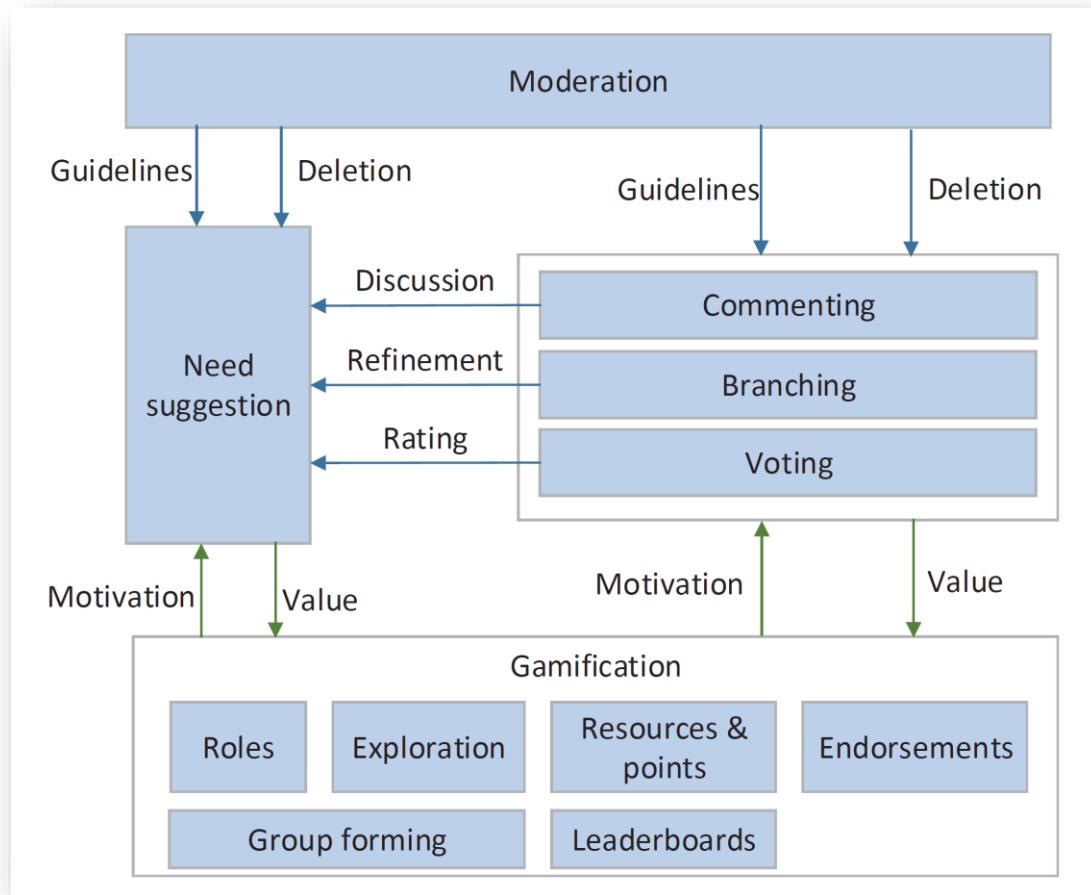 Moderation
Guidelines
Deletion
Guidelines
Deletion
Discussion
Commenting
Need
suggestion
Refinement
Branching
Rating
Voting
Motivation
Value
Motivation
Value
Gamification
Roles
Exploration
Resources &
points
Endorsements
Group forming
Leaderboards